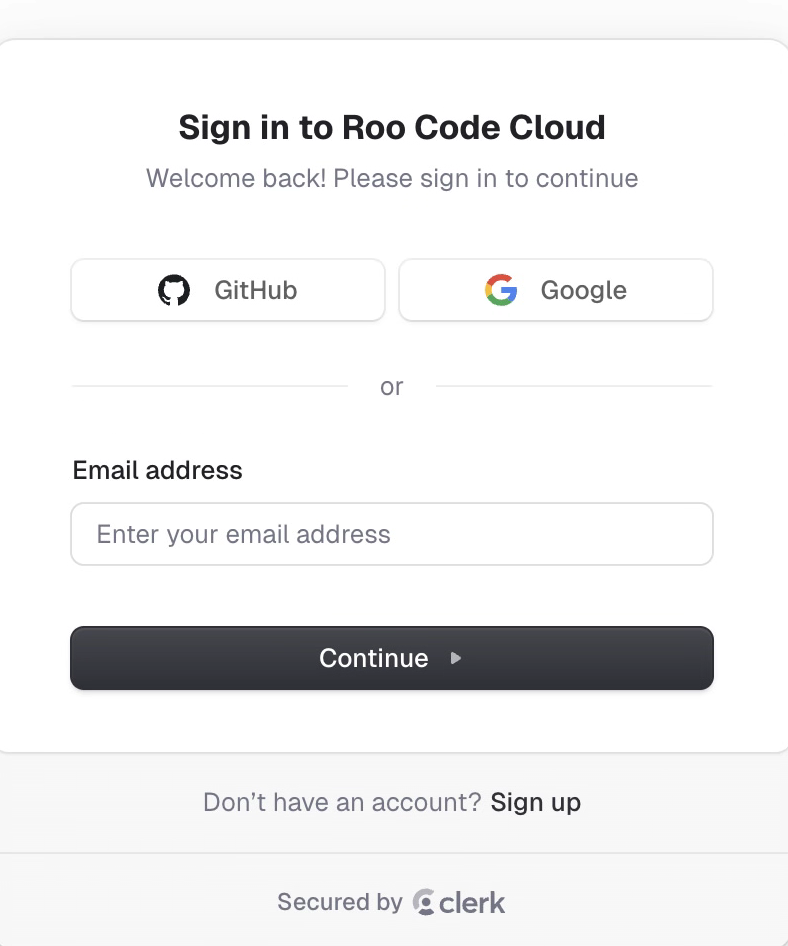 Sign in to Roo Code Cloud
Welcome back! Please sign in to continue
GitHub
Google
or
Email address
Enter your email address
Continue
Don’t have an account? Sign up
Secured by clerk